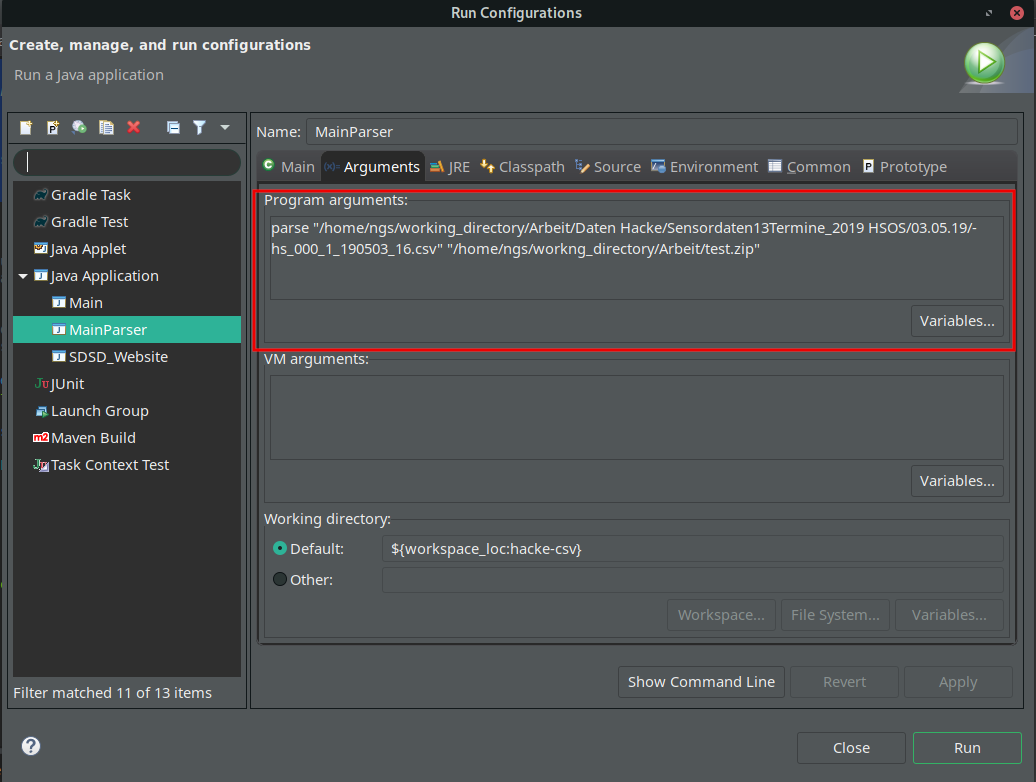 Run Configurations
Create, manage, and run configurations
Run a Java application
Name: MainParser
Main Arguments JRE Classpath Source Environment Common Prototype
Gradle Task
Gradle Test
Java Applet
Java Application
Main
MainParser
SDSD_Website
JUnit
Launch Group
Maven Build
Task Context Test
Filter matched 11 of 13 items
Program arguments:
parse "/home/ngs/working_directory/Arbeit/Daten Hacke/Sensordaten13Termine_2019 HSOS/03.05.19/-
hs_000_1_190503_16.csv" "/home/ngs/workng_directory/Arbeit/test.zip"
Variables...
VM arguments:
Variables...
Working directory:
Default: ${workspace_loc:hacke-csv}
Other:
Workspace... File System... Variables...
Show Command Line Revert Apply
Close Run